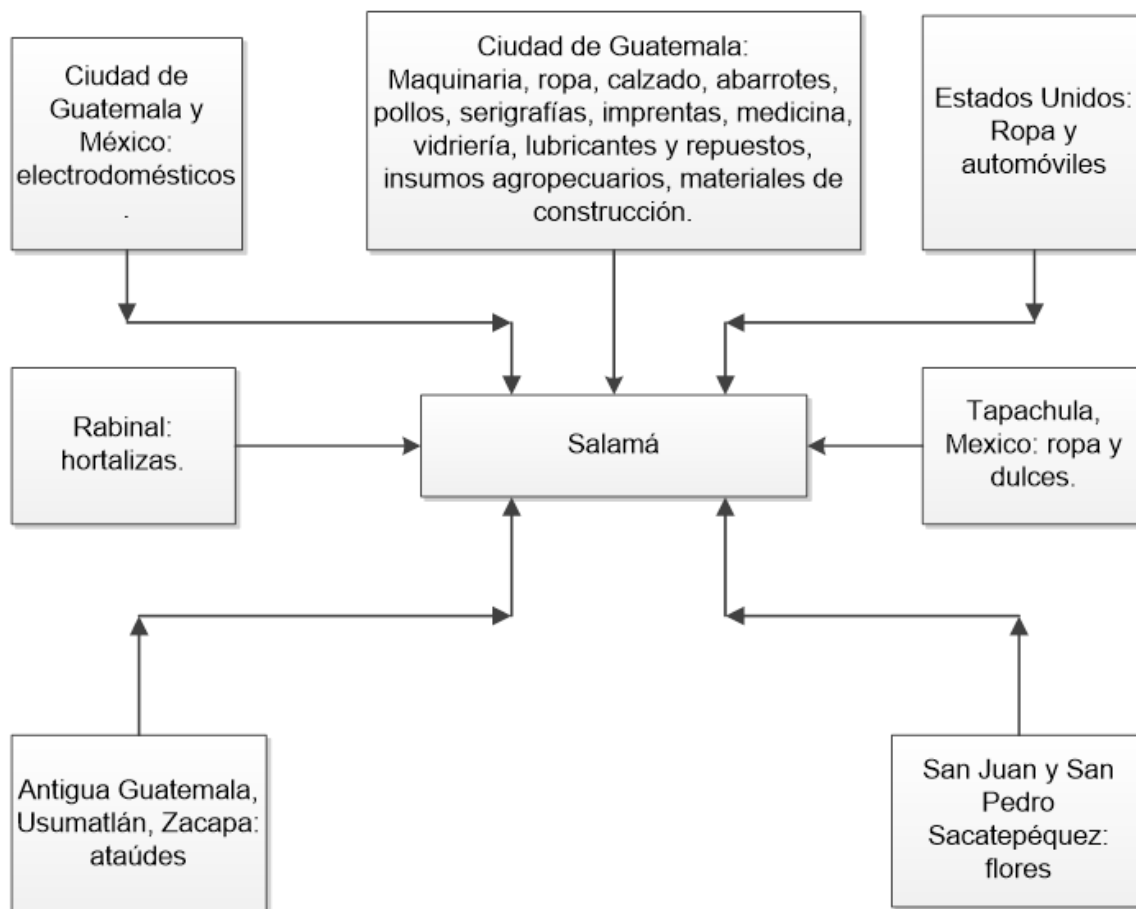 Ciudad de
Guatemala y
México:
electrodomésticos
.
Ciudad de Guatemala:
Maquinaria, ropa, calzado, abarrotes,
pollos, serigrafías, imprentas, medicina,
vidriería, lubricantes y repuestos,
insumos agropecuarios, materiales de
construcción.
Estados Unidos:
Ropa y
automóviles
Rabinal:
hortalizas.
Salamá
Tapachula,
Mexico: ropa y
dulces.
Antigua Guatemala,
Usumatlán, Zacapa:
ataúdes
San Juan y San
Pedro
Sacatepéquez:
flores